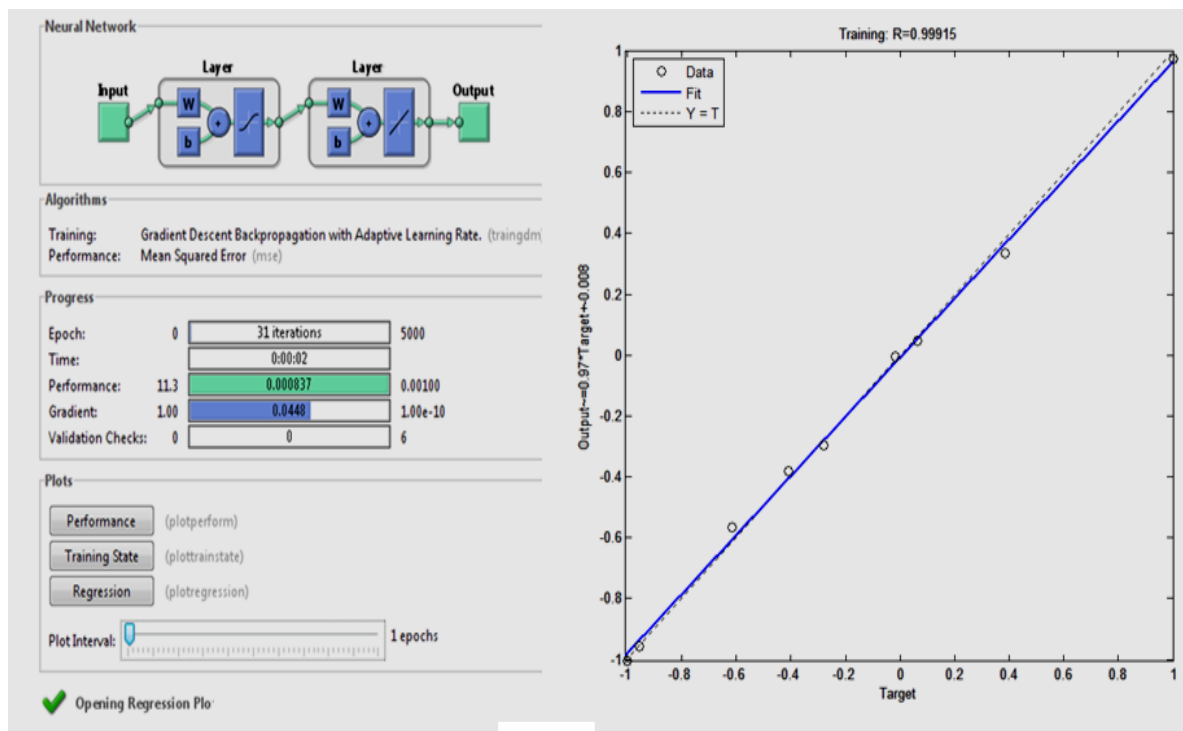 Neural Network
Layer Layer
Input Output
W W
+ +
b b
Algorithms
Training: Gradient Descent Backpropagation with Adaptive Learning Rate. (traingdm
Performance: Mean Squared Error (mse)
Progress
Epoch: 0 31 iterations 5000
Time: 0:00:02
Performance: 11.3 0.000837 0.00100
Gradient: 1.00 0.0448 1.00e-10
Validation Checks: 0 0 6
Plots
Performance (plotperform)
Training State (plottrainstate)
Regression (plotregression)
Plot Interval: 1 epochs
Opening Regression Plo
Training: R=0.99915
Data
Fit
Y = T
1
0.8
0.6
0.4
0.2
0
-0.2
-0.4
-0.6
-0.8
-1
Output~=0.97*Target+-0.008
-1 -0.8 -0.6 -0.4 -0.2 0 0.2 0.4 0.6 0.8 1
Target